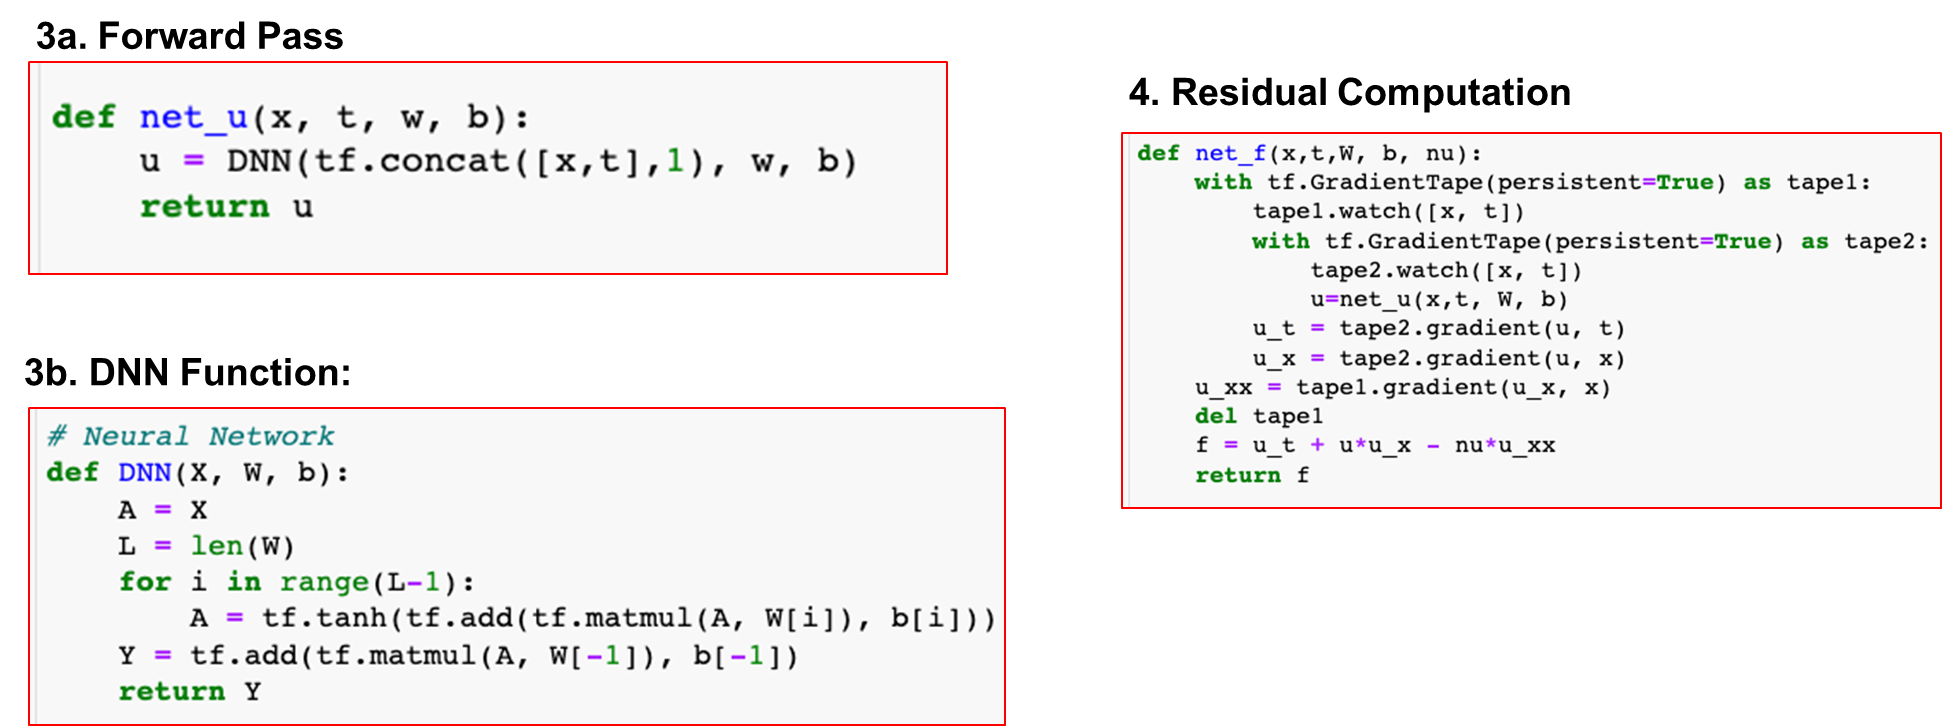 3a. Forward Pass
def net_u(x, t, w, b):
    u = DNN(tf.concat([x,t],1), w, b)
    return u
3b. DNN Function:
# Neural Network
def DNN(X, W, b):
    A = X
    L = len(W)
    for i in range(L-1):
        A = tf.tanh(tf.add(tf.matmul(A, W[i]), b[i]))
    Y = tf.add(tf.matmul(A, W[-1]), b[-1])
    return Y
4. Residual Computation
def net_f(x,t,W, b, nu):
    with tf.GradientTape(persistent=True) as tape1:
        tape1.watch([x, t])
        with tf.GradientTape(persistent=True) as tape2:
            tape2.watch([x, t])
            u=net_u(x,t, W, b)
        u_t = tape2.gradient(u, t)
        u_x = tape2.gradient(u, x)
    u_xx = tape1.gradient(u_x, x)
    del tape1
    f = u_t + u*u_x - nu*u_xx
    return f